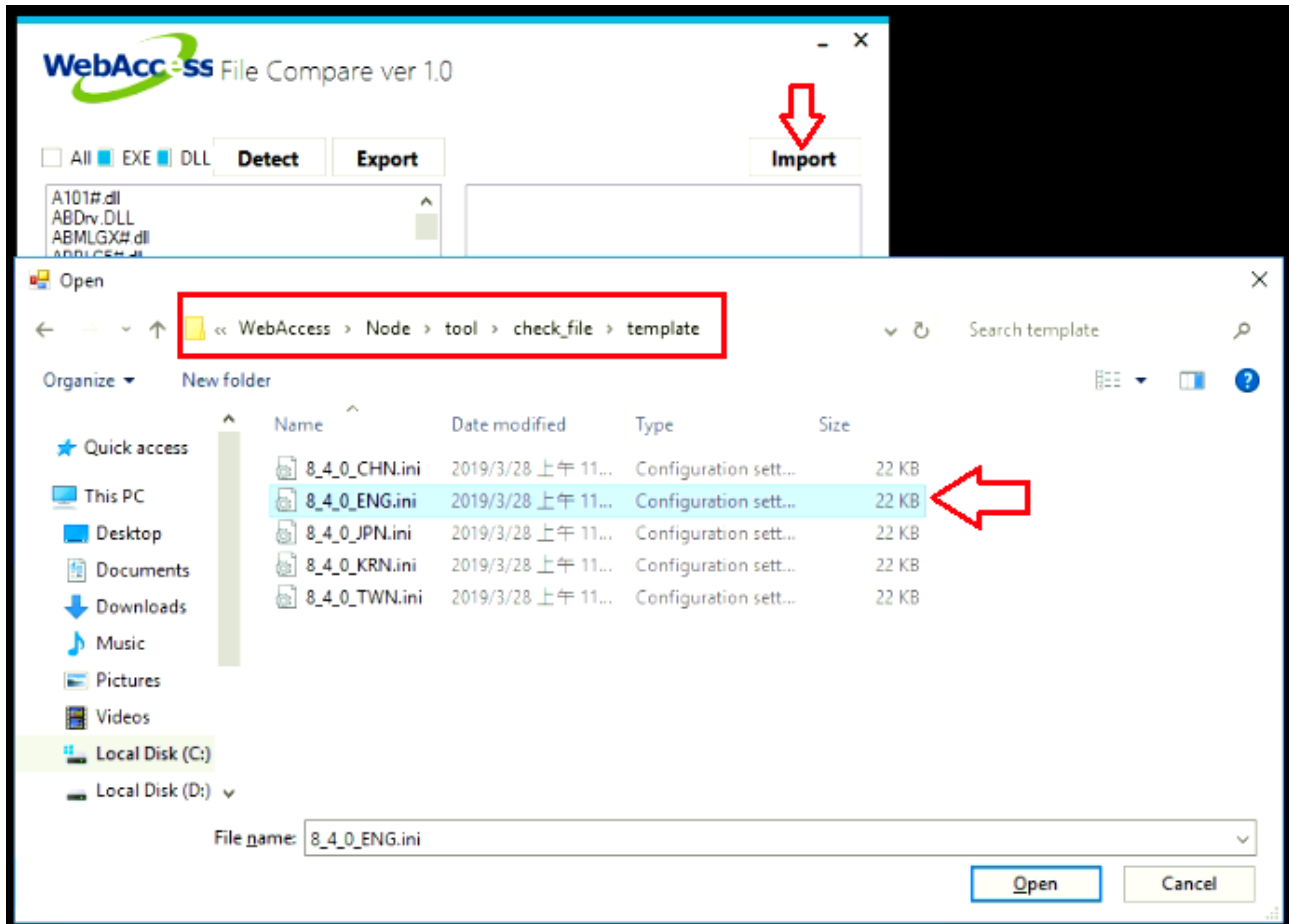 WebAccess File Compare ver 1.0
All EXE DLL Detect Export Import
A101#.dll
ABDrv.DLL
ABMLGX#.dll
Open
« WebAccess › Node › tool › check_file › template Search template
Organize New folder
Name Date modified Type Size
Quick access
8_4_0_CHN.ini 2019/3/28 上午 11... Configuration sett... 22 KB
This PC
8_4_0_ENG.ini 2019/3/28 上午 11... Configuration sett... 22 KB
Desktop
8_4_0_JPN.ini 2019/3/28 上午 11... Configuration sett... 22 KB
Documents
8_4_0_KRN.ini 2019/3/28 上午 11... Configuration sett... 22 KB
Downloads
8_4_0_TWN.ini 2019/3/28 上午 11... Configuration sett... 22 KB
Music
Pictures
Videos
Local Disk (C:)
Local Disk (D:)
File name: 8_4_0_ENG.ini
Open Cancel